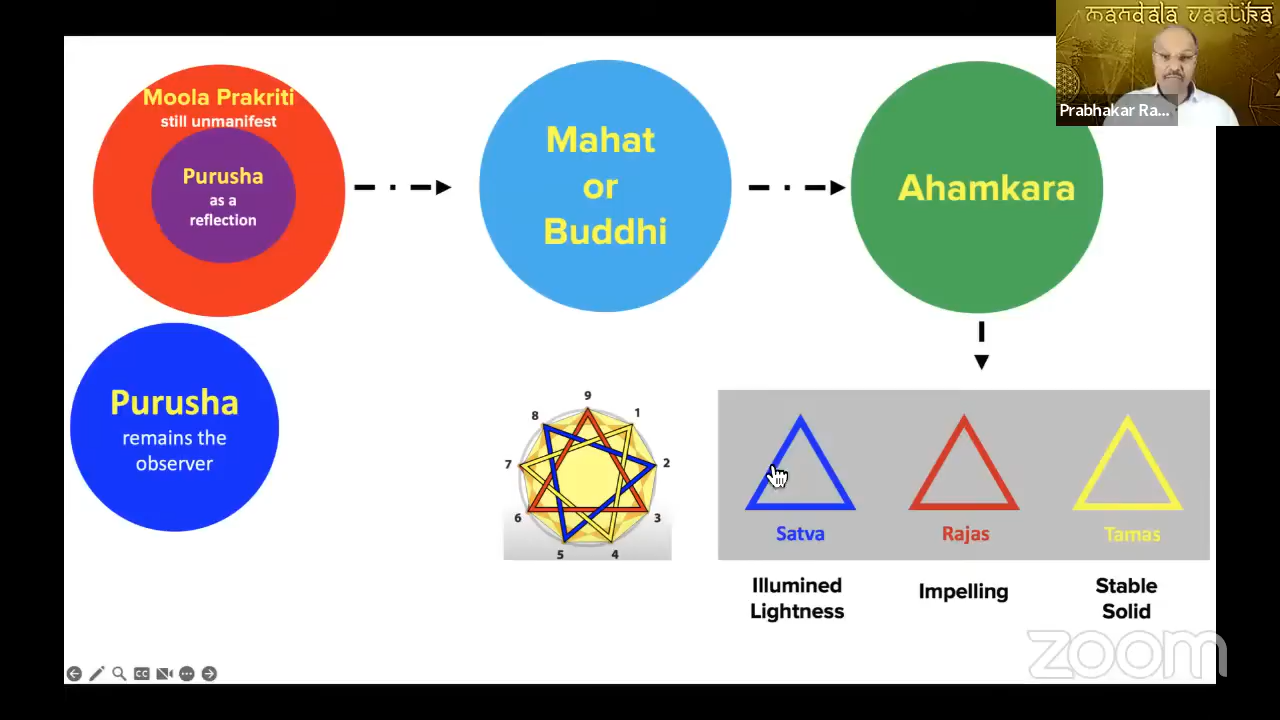 mandala vaatika
Prabhakar Ra...
Moola Prakriti
still unmanifest
Purusha
as a
reflection
Mahat
or
Buddhi
Ahamkara
Purusha
remains the
observer
9
8
1
7
2
6
3
5
4
Satva
Rajas
Tamas
Illumined
Lightness
Impelling
Stable
Solid
CC
zoom